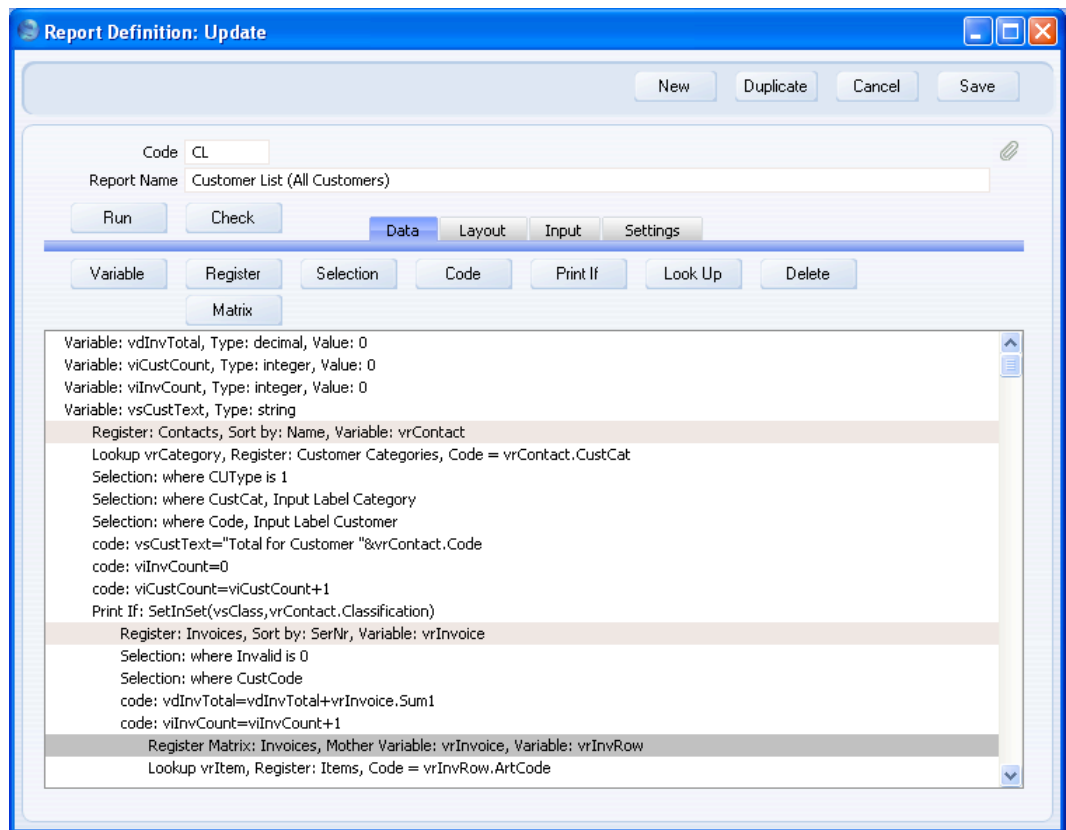 Report Definition: Update
New Duplicate Cancel Save
Code CL
Report Name Customer List (All Customers)
Run Check Data Layout Input Settings
Variable Register Selection Code Print If Look Up Delete
Matrix
Variable: vdInvTotal, Type: decimal, Value: 0
Variable: viCustCount, Type: integer, Value: 0
Variable: viInvCount, Type: integer, Value: 0
Variable: vsCustText, Type: string
Register: Contacts, Sort by: Name, Variable: vrContact
Lookup vrCategory, Register: Customer Categories, Code = vrContact.CustCat
Selection: where CUType is 1
Selection: where CustCat, Input Label Category
Selection: where Code, Input Label Customer
code: vsCustText="Total for Customer "&vrContact.Code
code: viInvCount=0
code: viCustCount=viCustCount+1
Print If: SetInSet(vsClass,vrContact.Classification)
Register: Invoices, Sort by: SerNr, Variable: vrInvoice
Selection: where Invalid is 0
Selection: where CustCode
code: vdInvTotal=vdInvTotal+vrInvoice.Sum1
code: viInvCount=viInvCount+1
Register Matrix: Invoices, Mother Variable: vrInvoice, Variable: vrInvRow
Lookup vrItem, Register: Items, Code = vrInvRow.ArtCode